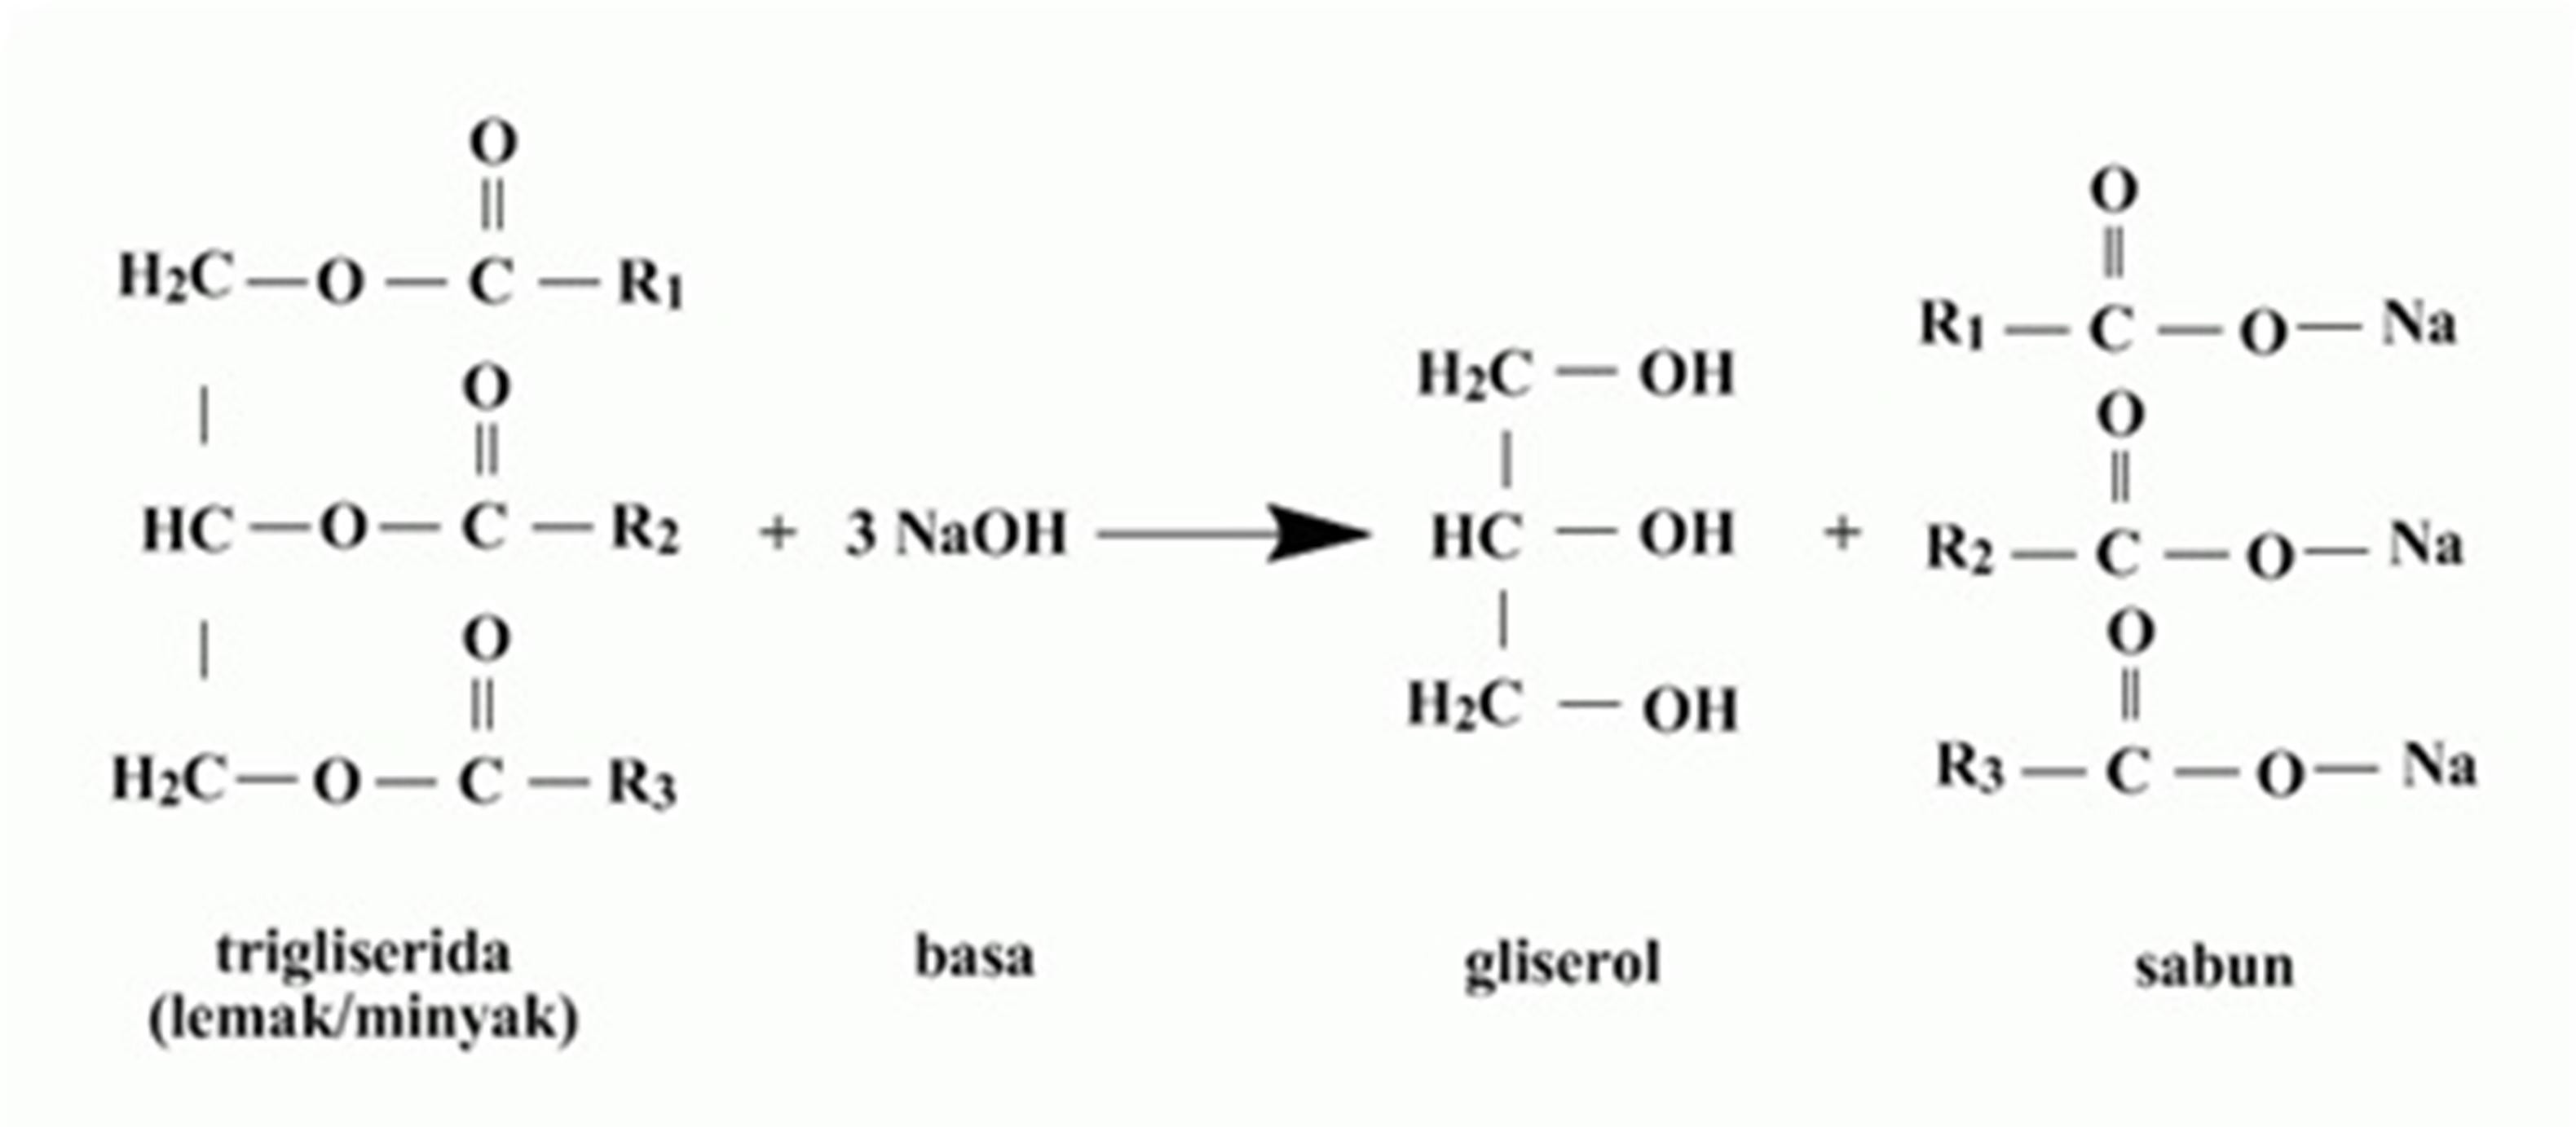 O
||
H2C—O—C—R1
|
O
||
HC—O—C—R2
|
O
||
H2C—O—C—R3
+ 3 NaOH
H2C—OH
|
HC—OH
|
H2C—OH
+
O
||
R1—C—O—Na
O
||
R2—C—O—Na
O
||
R3—C—O—Na
trigliserida
(lemak/minyak)
basa
gliserol
sabun